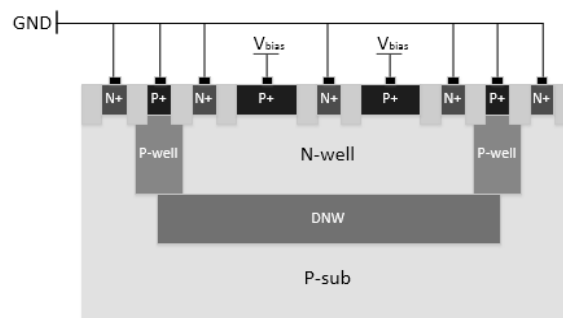 GND
Vbias Vbias
N+ P+ N+ P+ N+ P+ N+ P+ N+
P-well N-well P-well
DNW
P-sub